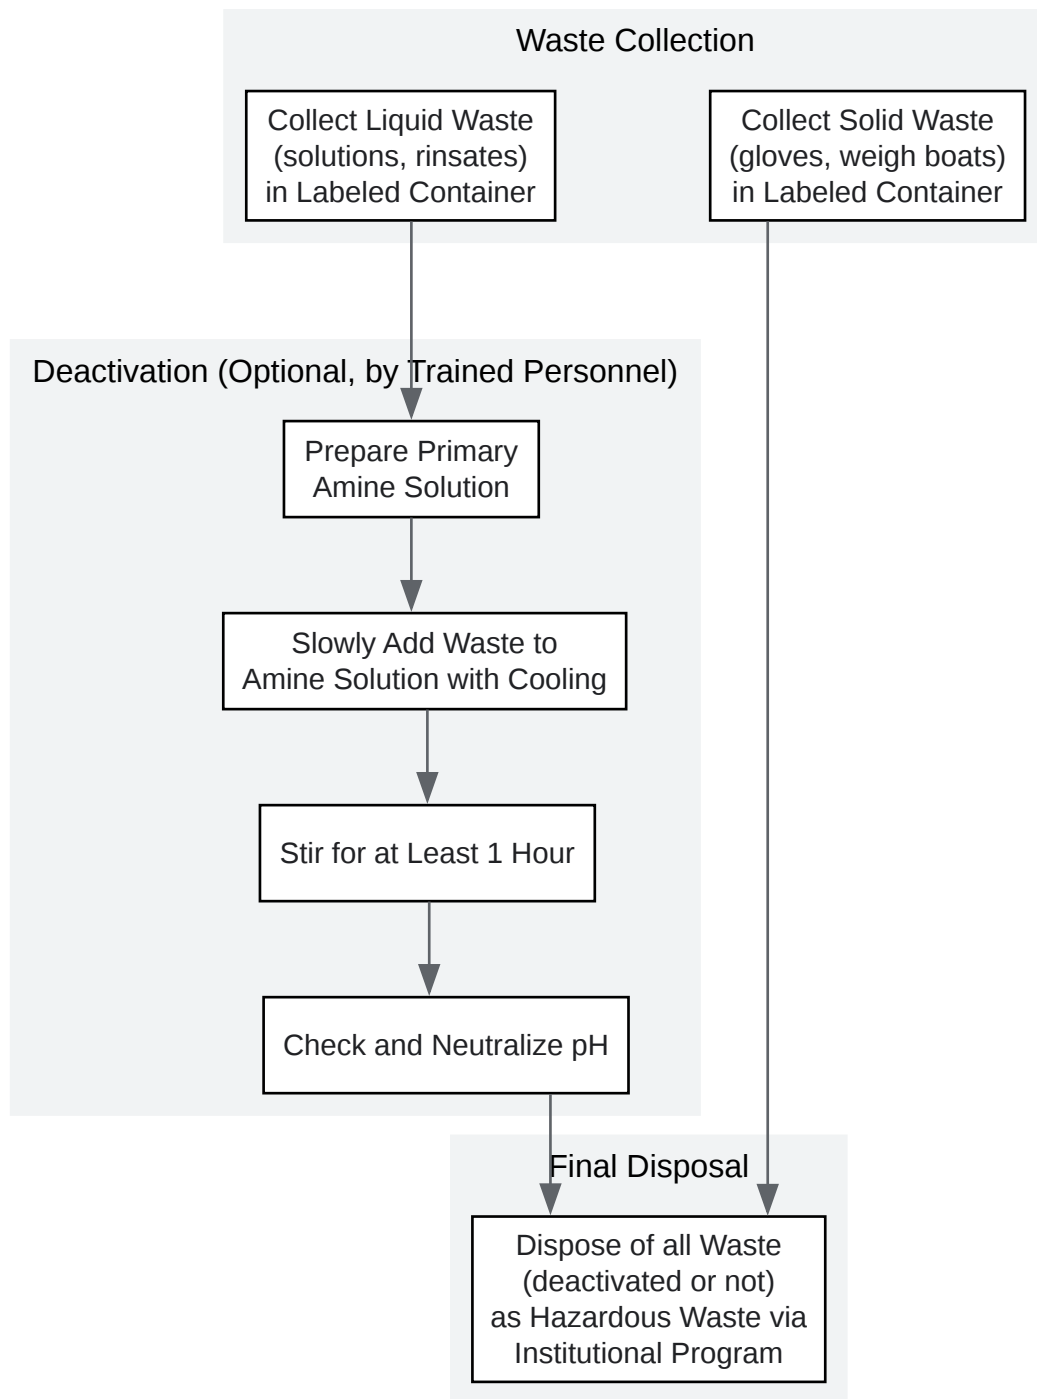 Waste Collection
Collect Liquid Waste
(solutions, rinsates)
in Labeled Container
Collect Solid Waste
(gloves, weigh boats)
in Labeled Container
Deactivation (Optional, by Trained Personnel)
Prepare Primary
Amine Solution
Slowly Add Waste to
Amine Solution with Cooling
Stir for at Least 1 Hour
Check and Neutralize pH
Final Disposal
Dispose of all Waste
(deactivated or not)
as Hazardous Waste via
Institutional Program